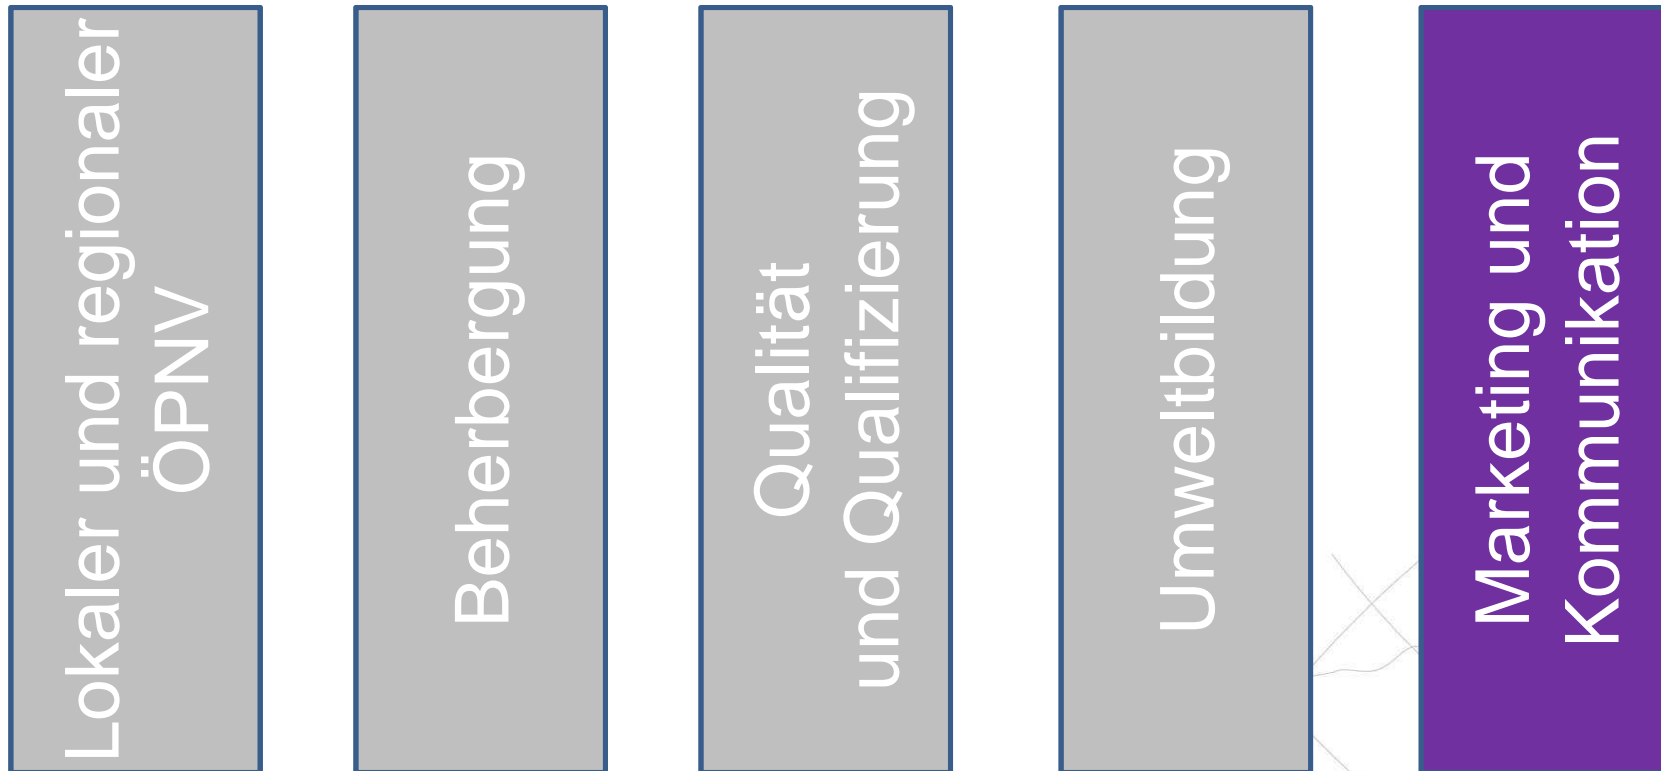 Lokaler und regionaler
ÖPNV
Beherbergung
Qualität
und Qualifizierung
Umweltbildung
Marketing und
Kommunikation